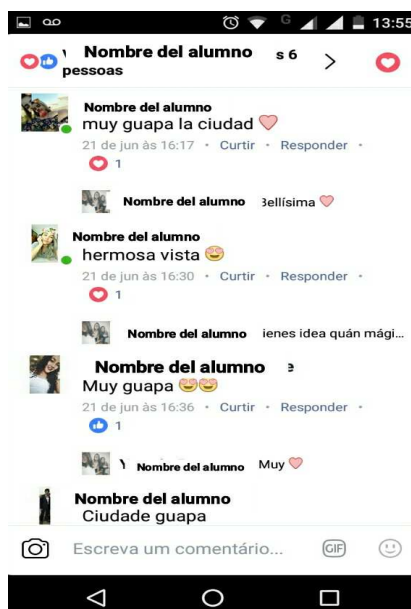 G 13:55
Nombre del alumno s 6
pessoas
Nombre del alumno
muy guapa la ciudad
21 de jun às 16:17 · Curtir · Responder ·
1
Nombre del alumno Bellísima
Nombre del alumno
hermosa vista
21 de jun às 16:30 · Curtir · Responder ·
1
Nombre del alumno ienes idea quán mági...
Nombre del alumno e
Muy guapa
21 de jun às 16:36 · Curtir · Responder ·
1
Nombre del alumno Muy
Nombre del alumno
Ciudade guapa
Escreva um comentário... GIF